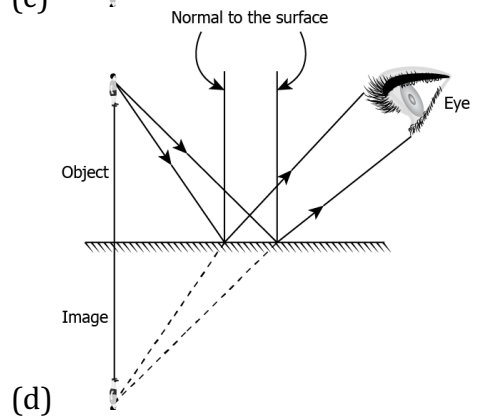 (c)
Normal to the surface
Eye
Object
Image
(d)